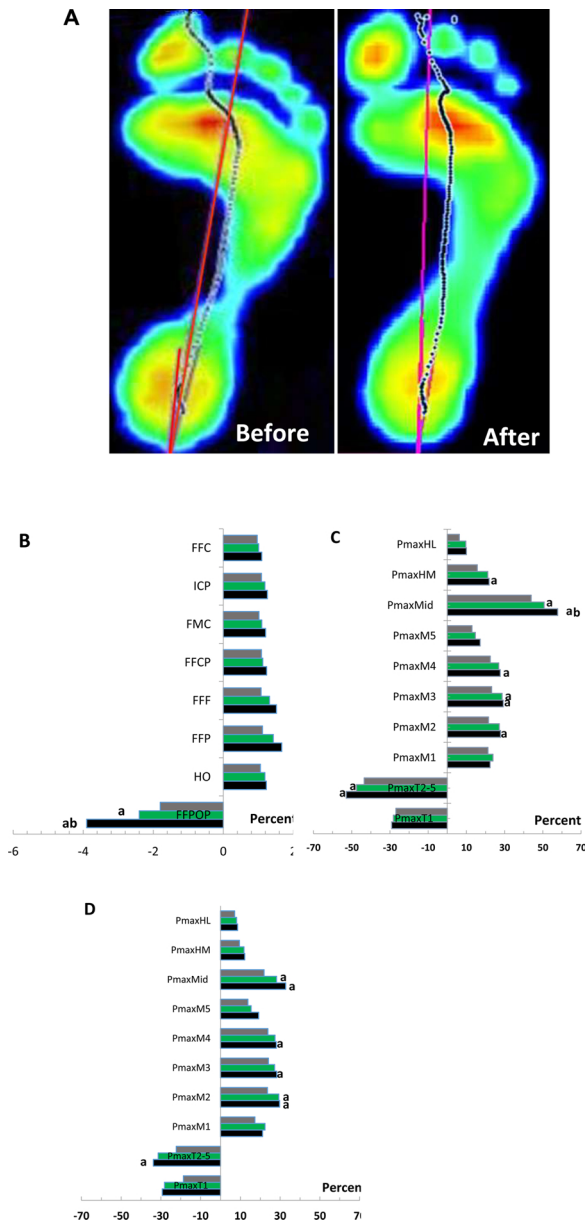 A
Before
After
B
FFC
ICP
FMC
FFCP
FFF
FFP
HO
a
FFPOP
Percent
ab
-6
-4
-2
0
2
C
PmaxHL
PmaxHM
a
PmaxMid
a
ab
PmaxM5
PmaxM4
a
PmaxM3
a
a
PmaxM2
a
PmaxM1
a
PmaxT2-5
a
PmaxT1
Percent
-70
-50
-30
-10
10
30
50
70
D
PmaxHL
PmaxHM
PmaxMid
a
a
PmaxM5
PmaxM4
a
PmaxM3
a
PmaxM2
a
a
PmaxM1
PmaxT2-5
a
PmaxT1
Percen
-70
-50
-30
-10
10
30
50
70